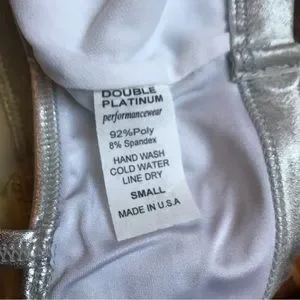 DOUBLE
PLATINUM
performancewear
92%Poly
8% Spandex
HAND WASH
COLD WATER
LINE DRY
SMALL
MADE IN U.S.A